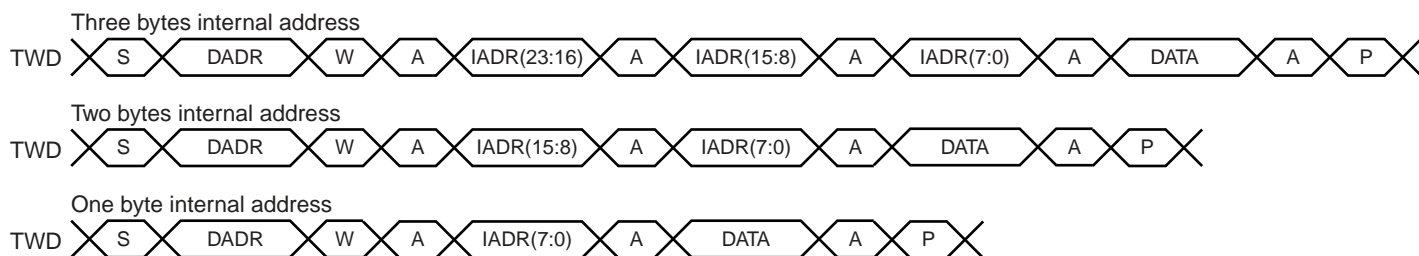 Three bytes internal address
TWD S DADR W A IADR(23:16) A IADR(15:8) A IADR(7:0) A DATA A P
Two bytes internal address
TWD S DADR W A IADR(15:8) A IADR(7:0) A DATA A P
One byte internal address
TWD S DADR W A IADR(7:0) A DATA A P